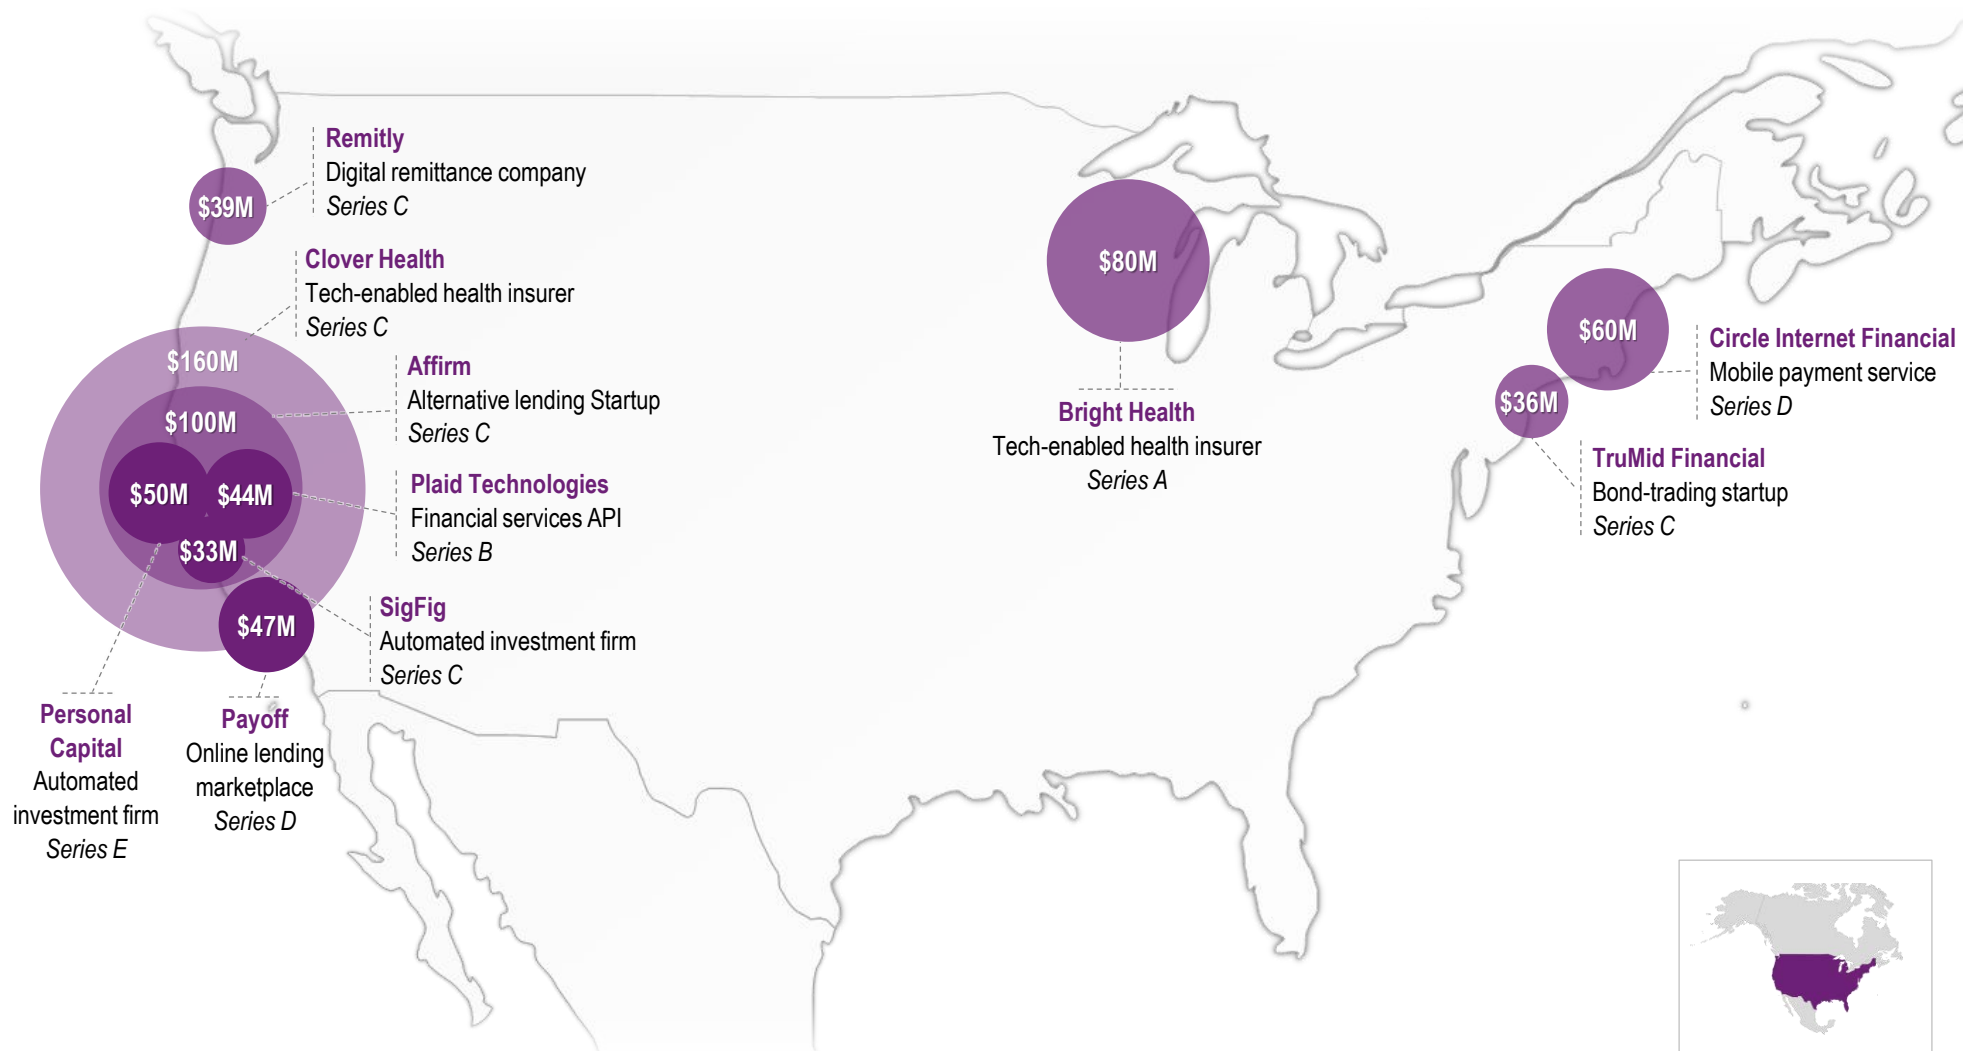 Remitly
Digital remittance company
Series C
$39M
Clover Health
Tech-enabled health insurer
Series C
$160M
Affirm
Alternative lending Startup
Series C
$100M
Plaid Technologies
Financial services API
Series B
$50M
$44M
$33M
SigFig
Automated investment firm
Series C
$47M
Personal
Capital
Automated
investment firm
Series E
Payoff
Online lending
marketplace
Series D
$80M
Bright Health
Tech-enabled health insurer
Series A
$60M
Circle Internet Financial
Mobile payment service
Series D
$36M
TruMid Financial
Bond-trading startup
Series C